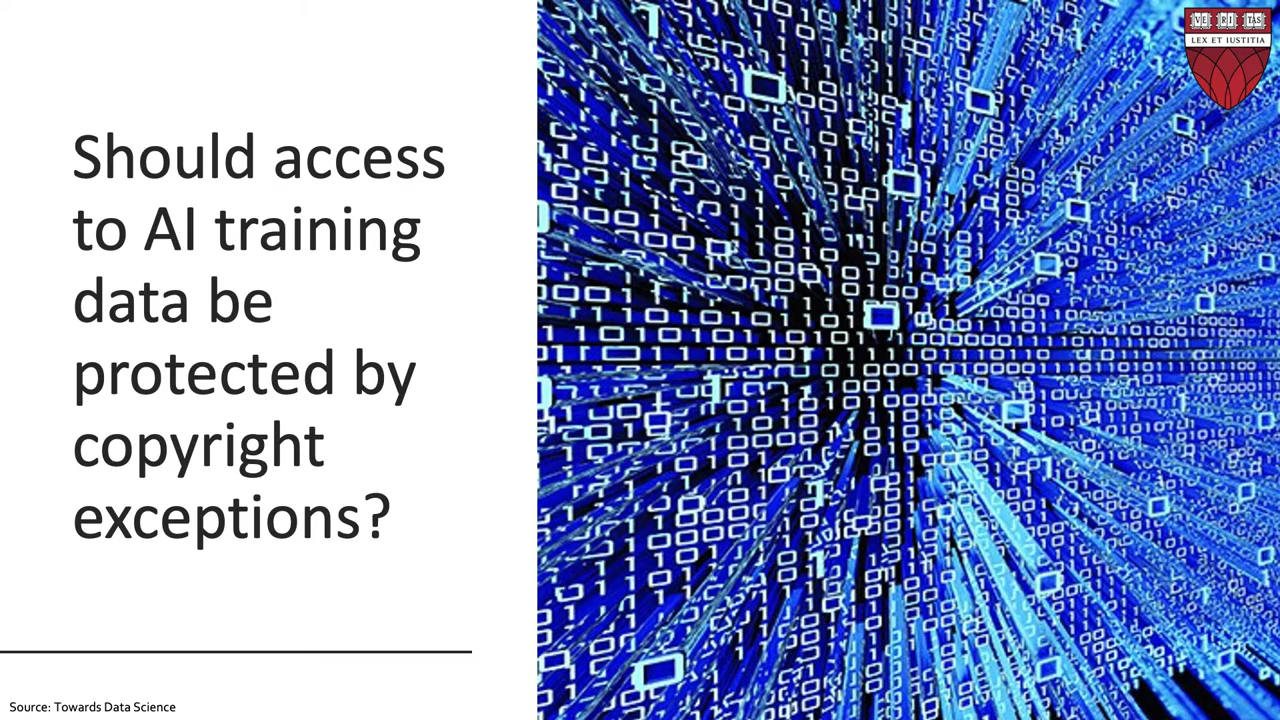 Should access
to AI training
data be
protected by
copyright
exceptions?
Source: Towards Data Science
VE RI TAS
LEX ET IUSTITIA